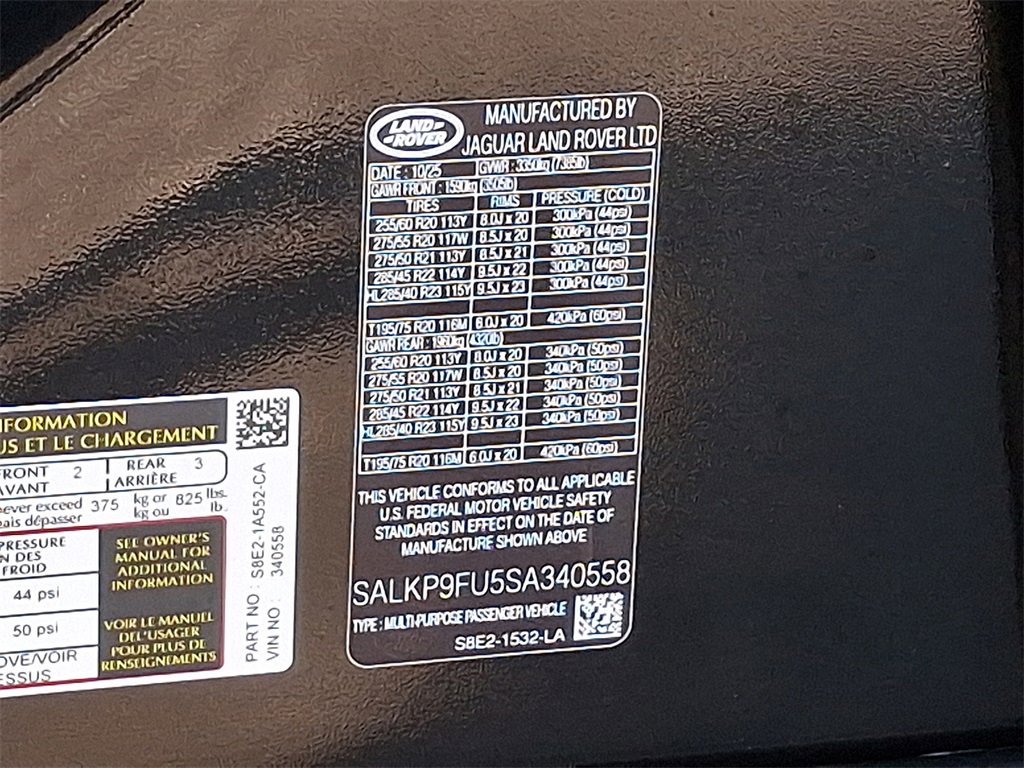 LAND
ROVER
MANUFACTURED BY
JAGUAR LAND ROVER LTD
DATE : 10/25 GVWR : 3350kg (7385lb)
GAWR FRONT : 1590kg (3505lb)
TIRES RIMS PRESSURE (COLD)
255/60 R20 113Y 8.0J x 20 300kPa (44psi)
275/55 R20 117W 8.5J x 20 300kPa (44psi)
275/50 R21 113Y 8.5J x 21 300kPa (44psi)
285/45 R22 114Y 9.5J x 22 300kPa (44psi)
HL285/40 R23 115Y 9.5J x 23 300kPa (44psi)
T195/75 R20 116M 6.0J x 20 420kPa (60psi)
GAWR REAR : 1960kg (4320lb)
255/60 R20 113Y 8.0J x 20 340kPa (50psi)
275/55 R20 117W 8.5J x 20 340kPa (50psi)
275/50 R21 113Y 8.5J x 21 340kPa (50psi)
285/45 R22 114Y 9.5J x 22 340kPa (50psi)
HL285/40 R23 115Y 9.5J x 23 340kPa (50psi)
T195/75 R20 116M 6.0J x 20 420kPa (60psi)
THIS VEHICLE CONFORMS TO ALL APPLICABLE
U.S. FEDERAL MOTOR VEHICLE SAFETY
STANDARDS IN EFFECT ON THE DATE OF
MANUFACTURE SHOWN ABOVE
SALKP9FU5SA340558
TYPE : MULTI-PURPOSE PASSENGER VEHICLE
S8E2-1532-LA
NFORMATION
US ET LE CHARGEMENT
FRONT 2 REAR 3
AVANT ARRIÈRE
never exceed 375 kg or 825 lbs.
mais dépasser kg ou lb.
PRESSURE
N DES
FROID
44 psi
50 psi
OVE/VOIR
ESSUS
SEE OWNER'S
MANUAL FOR
ADDITIONAL
INFORMATION
VOIR LE MANUEL
DEL'USAGER
POUR PLUS DE
RENSEIGNEMENTS
PART NO : S8E2-1A552-CA
VIN NO : 340558